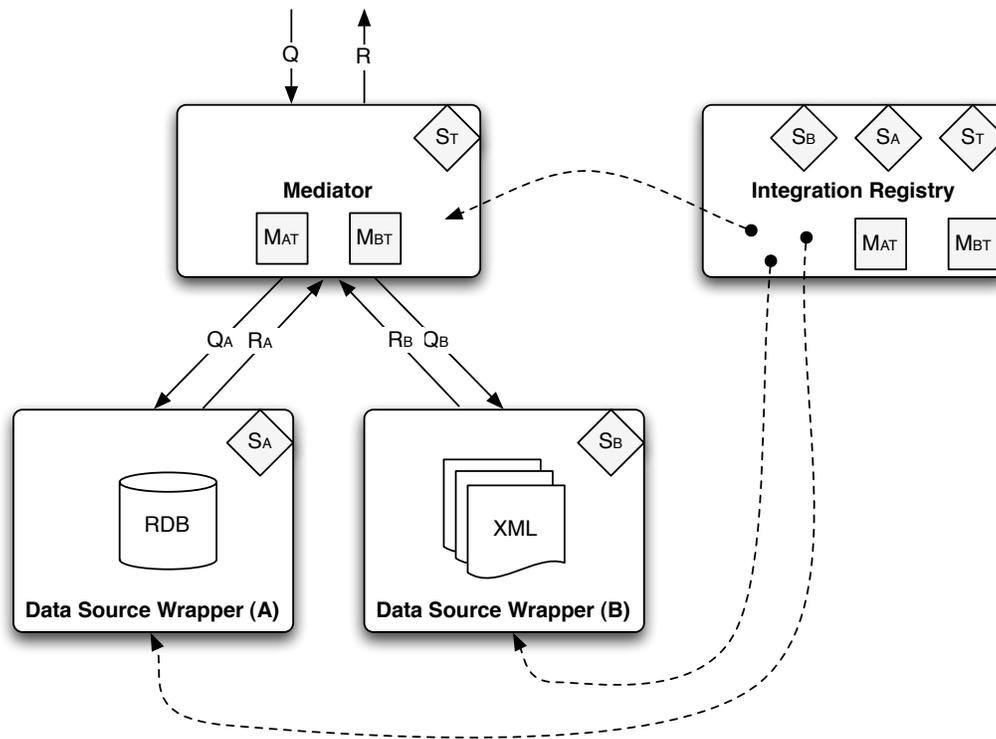 Q R
ST
SB SA ST
Mediator
Integration Registry
MAT MBT
MAT MBT
QA RA
RB QB
SA
SB
RDB
XML
Data Source Wrapper (A)
Data Source Wrapper (B)